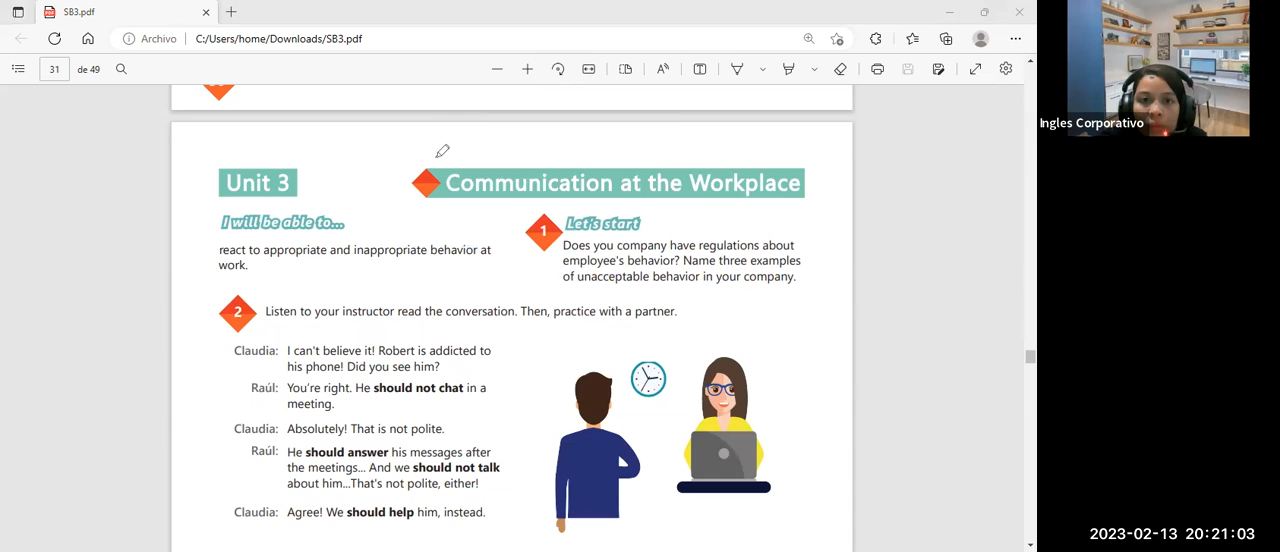 SB3.pdf
Archivo
C:/Users/home/Downloads/SB3.pdf
31
de 49
Unit 3
Communication at the Workplace
I will be able to...
react to appropriate and inappropriate behavior at
work.
1
Let's start
Does you company have regulations about
employee's behavior? Name three examples
of unacceptable behavior in your company.
2
Listen to your instructor read the conversation. Then, practice with a partner.
Claudia: I can't believe it! Robert is addicted to
his phone! Did you see him?
Raúl: You're right. He should not chat in a
meeting.
Claudia: Absolutely! That is not polite.
Raúl: He should answer his messages after
the meetings... And we should not talk
about him...That's not polite, either!
Claudia: Agree! We should help him, instead.
Ingles Corporativo
2023-02-13 20:21:03